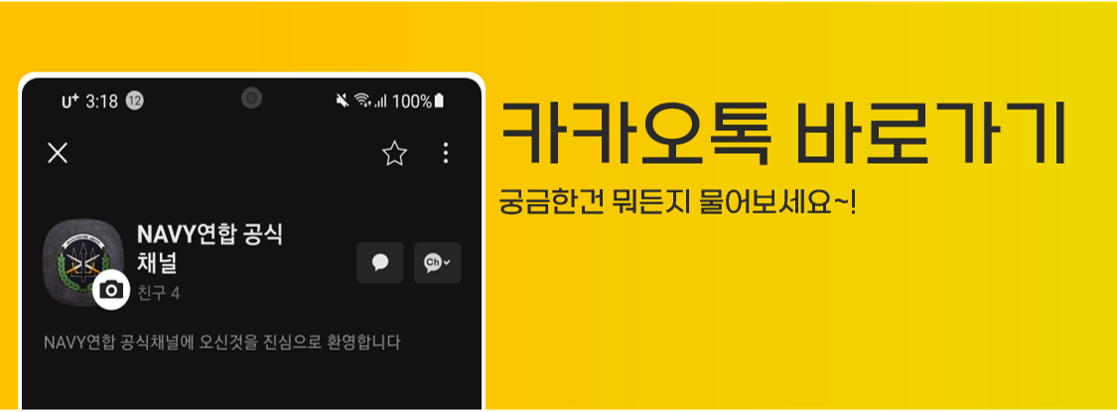 U+ 3:18 12 100%
카카오톡 바로가기
궁금한건 뭐든지 물어보세요~!
NAVY연합 공식
채널
Ch
친구 4
NAVY연합 공식채널에 오신것을 진심으로 환영합니다